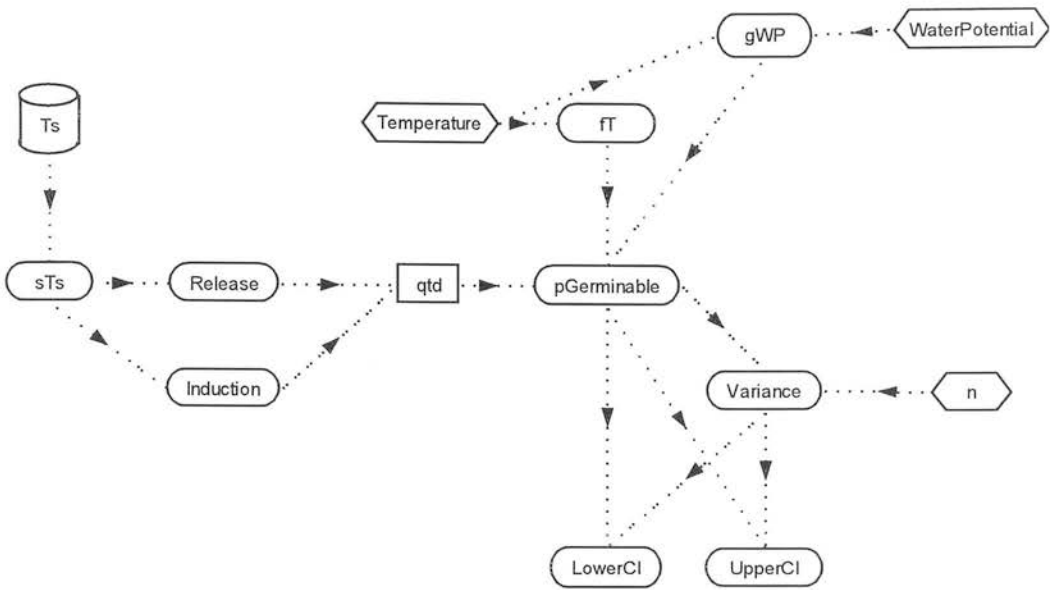 gWP
WaterPotential
Ts
Temperature
fT
sTs
Release
qtd
pGerminable
Induction
Variance
n
LowerCI
UpperCI